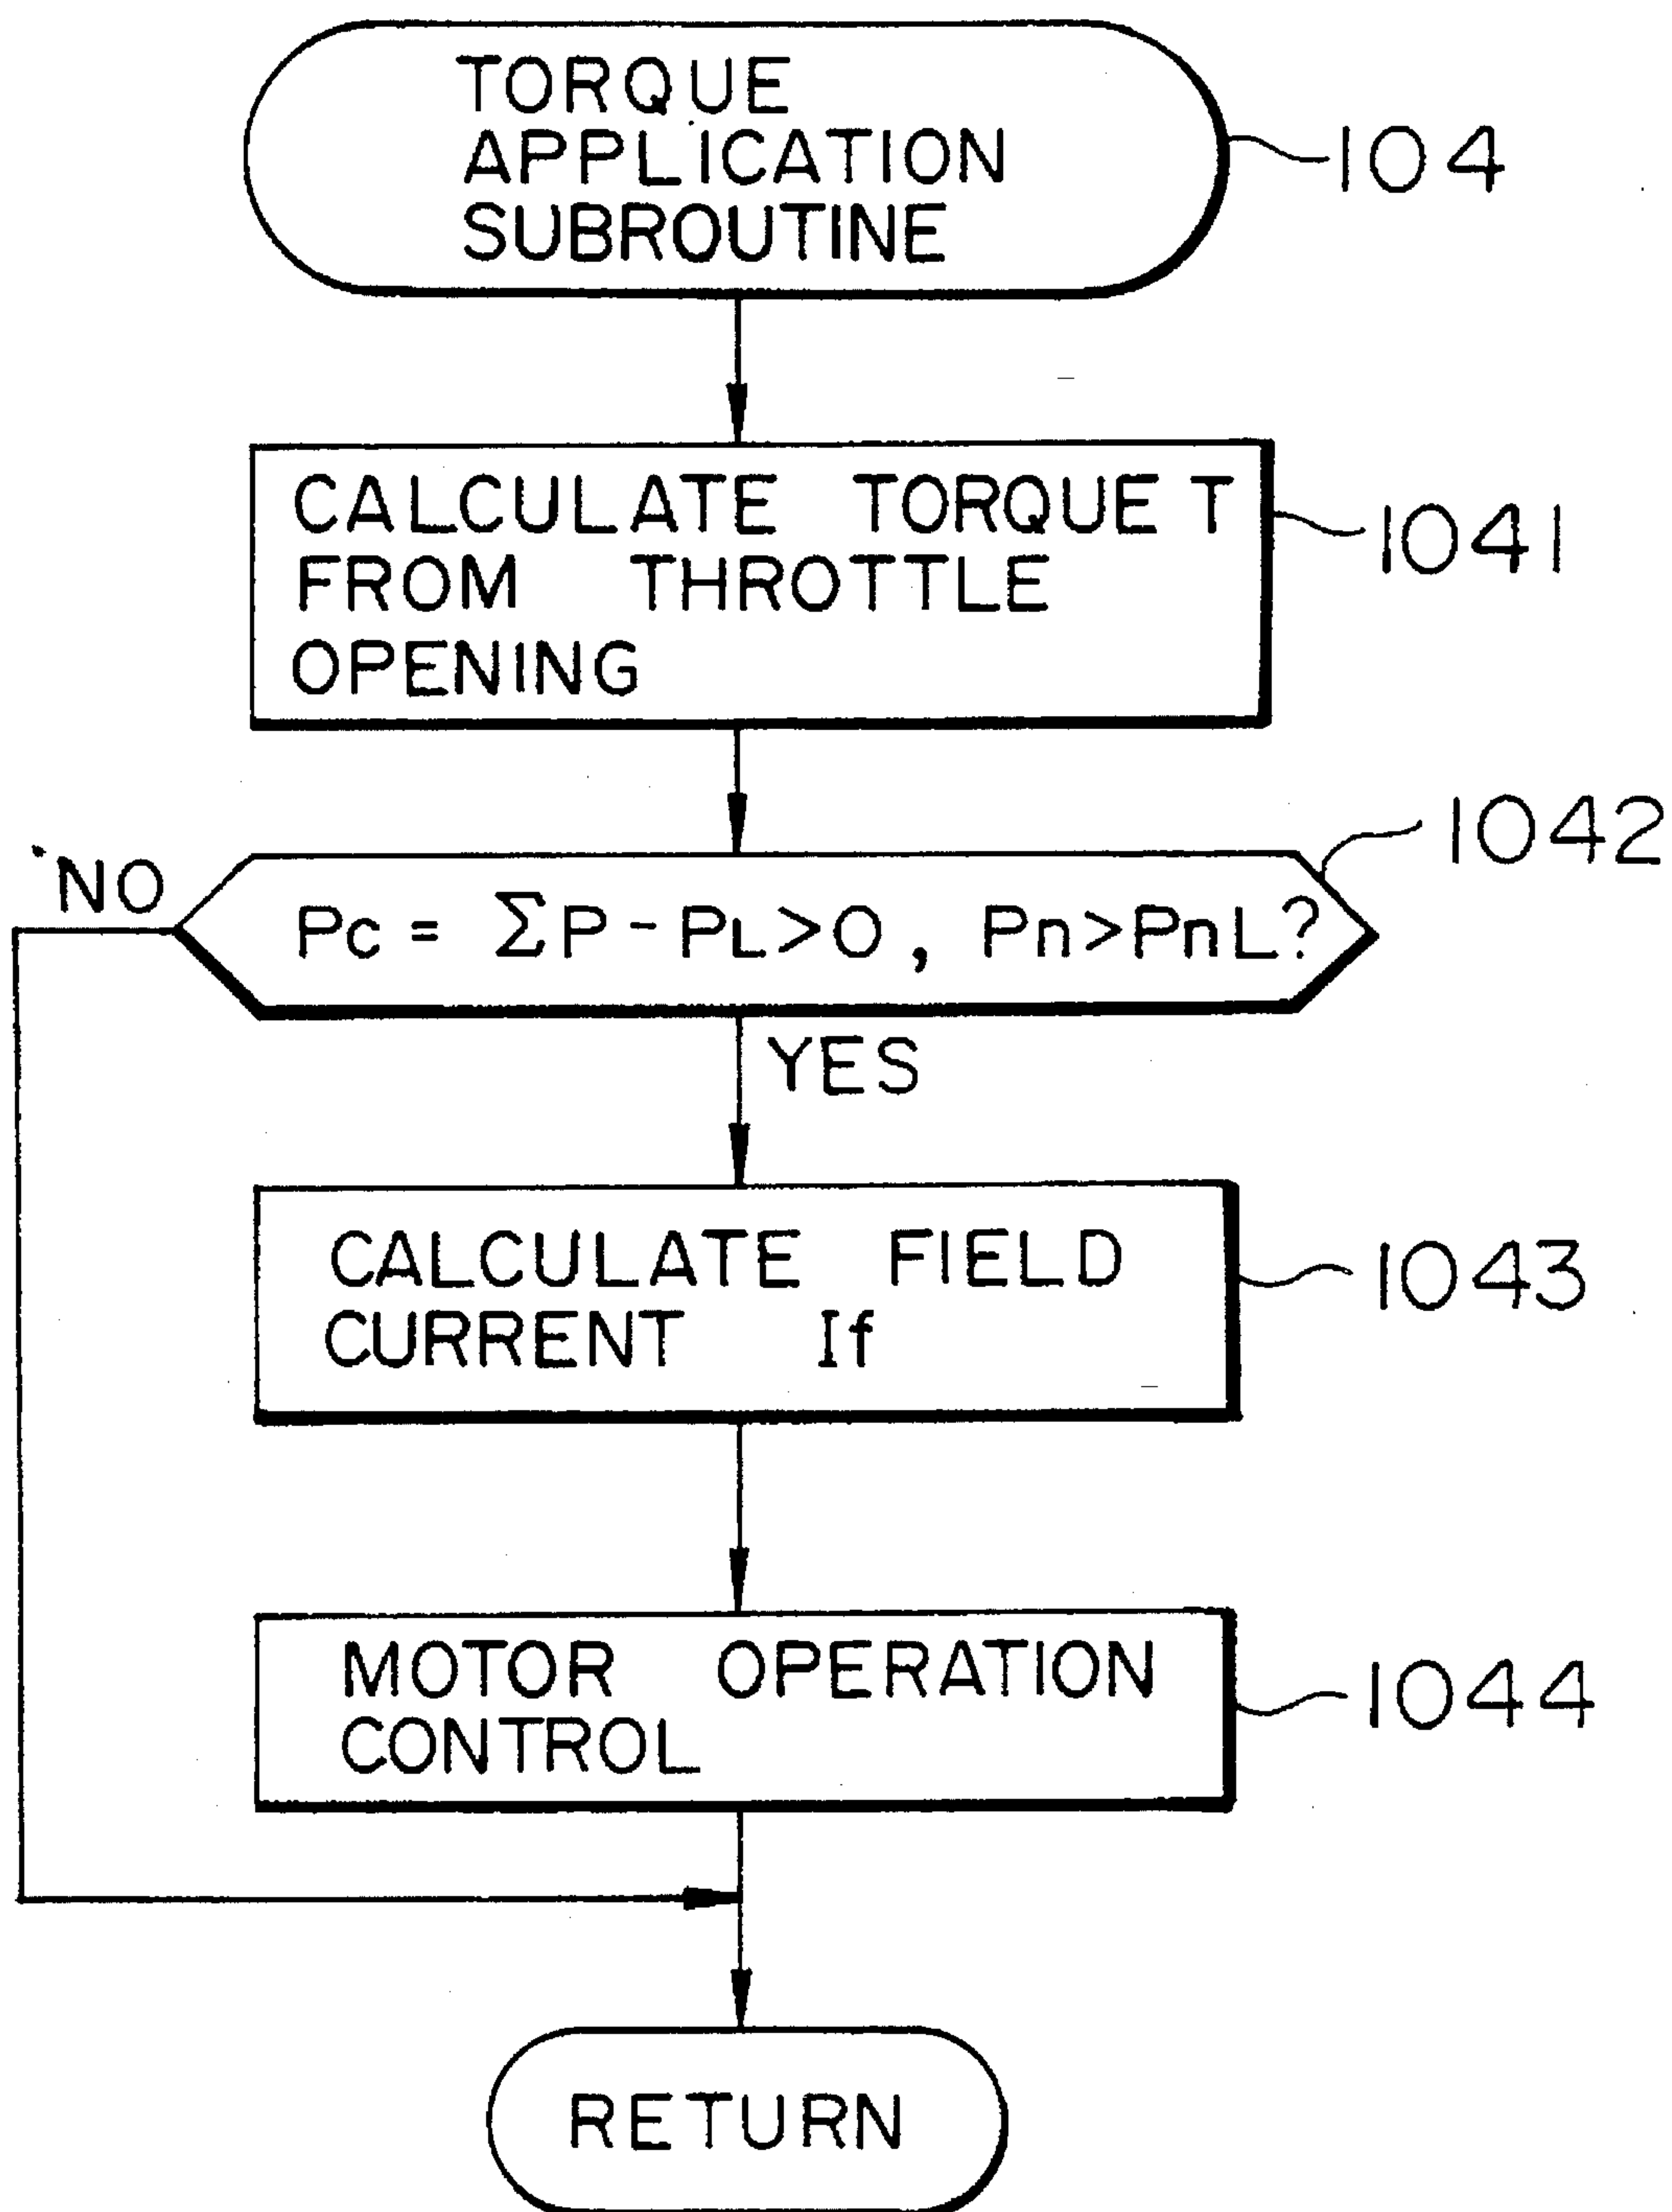 TORQUE
APPLICATION
SUBROUTINE
104
CALCULATE TORQUE T
FROM THROTTLE
OPENING
1041
1042
NO
Pc = ΣP - PL>0, Pn>PnL?
YES
CALCULATE FIELD
CURRENT If
1043
MOTOR OPERATION
CONTROL
1044
RETURN